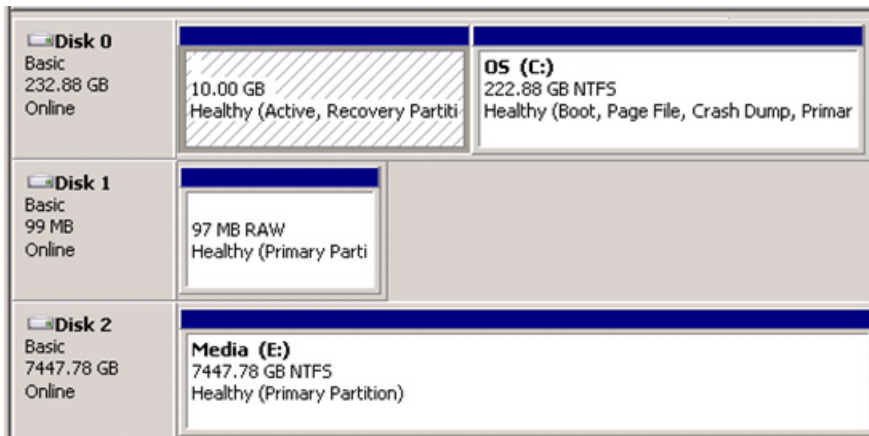 Disk 0
Basic
232.88 GB
Online
10.00 GB
Healthy (Active, Recovery Partiti
OS (C:)
222.88 GB NTFS
Healthy (Boot, Page File, Crash Dump, Primar
Disk 1
Basic
99 MB
Online
97 MB RAW
Healthy (Primary Parti
Disk 2
Basic
7447.78 GB
Online
Media (E:)
7447.78 GB NTFS
Healthy (Primary Partition)